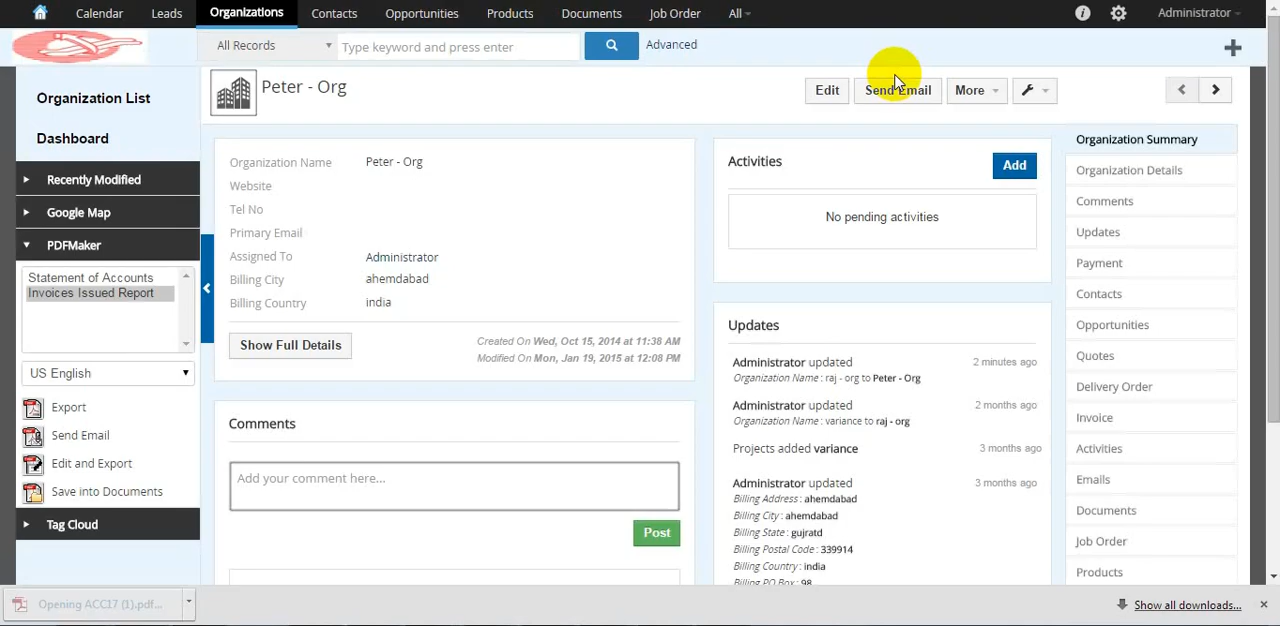 Calendar Leads Organizations Contacts Opportunities Products Documents Job Order All Administrator
All Records Type keyword and press enter Advanced
Organization List
Dashboard
Recently Modified
Google Map
PDFMaker
Statement of Accounts
Invoices Issued Report
US English
Export
Send Email
Edit and Export
Save into Documents
Tag Cloud
Peter - Org
Edit Send Email More
Organization Name Peter - Org
Website
Tel No
Primary Email
Assigned To Administrator
Billing City ahemdabad
Billing Country india
Show Full Details
Created On Wed, Oct 15, 2014 at 11:38 AM
Modified On Mon, Jan 19, 2015 at 12:08 PM
Comments
Add your comment here...
Post
Activities Add
No pending activities
Updates
Administrator updated 2 minutes ago
Organization Name : raj - org to Peter - Org
Administrator updated 2 months ago
Organization Name : variance to raj - org
Projects added variance 3 months ago
Administrator updated 3 months ago
Billing Address : ahemdabad
Billing City : ahmdabad
Billing State : gujratd
Billing Postal Code : 339914
Billing Country : india
Billing PO Box : 98
Organization Summary
Organization Details
Comments
Updates
Payment
Contacts
Opportunities
Quotes
Delivery Order
Invoice
Activities
Emails
Documents
Job Order
Products
Opening ACC17 (1).pdf... Show all downloads...